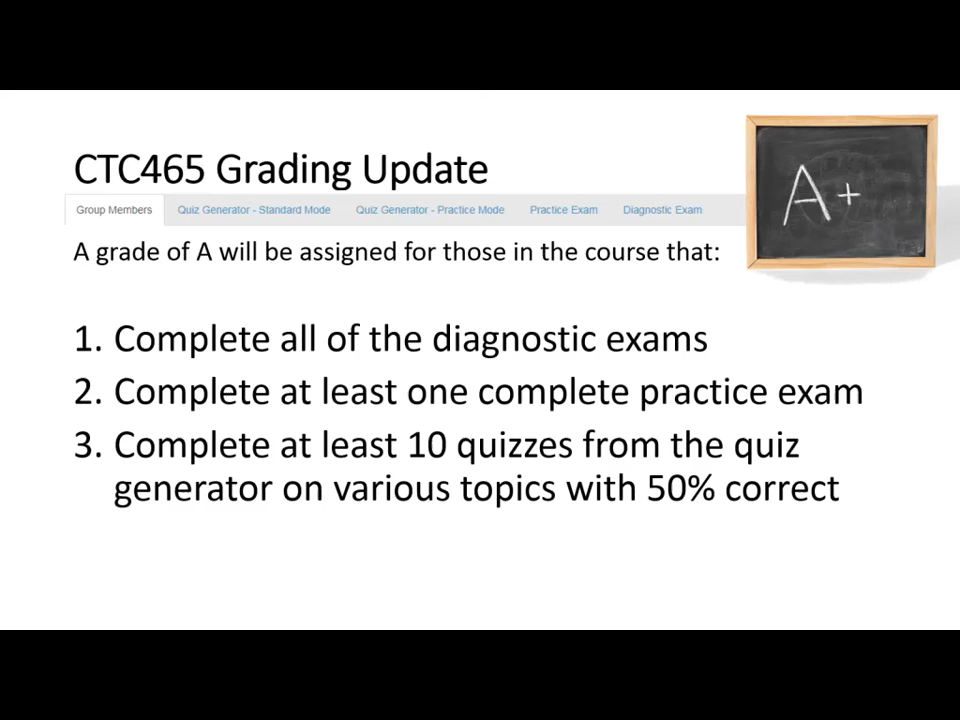 CTC465 Grading Update
Group Members Quiz Generator - Standard Mode Quiz Generator - Practice Mode Practice Exam Diagnostic Exam
A grade of A will be assigned for those in the course that:
A+
1. Complete all of the diagnostic exams
2. Complete at least one complete practice exam
3. Complete at least 10 quizzes from the quiz
generator on various topics with 50% correct